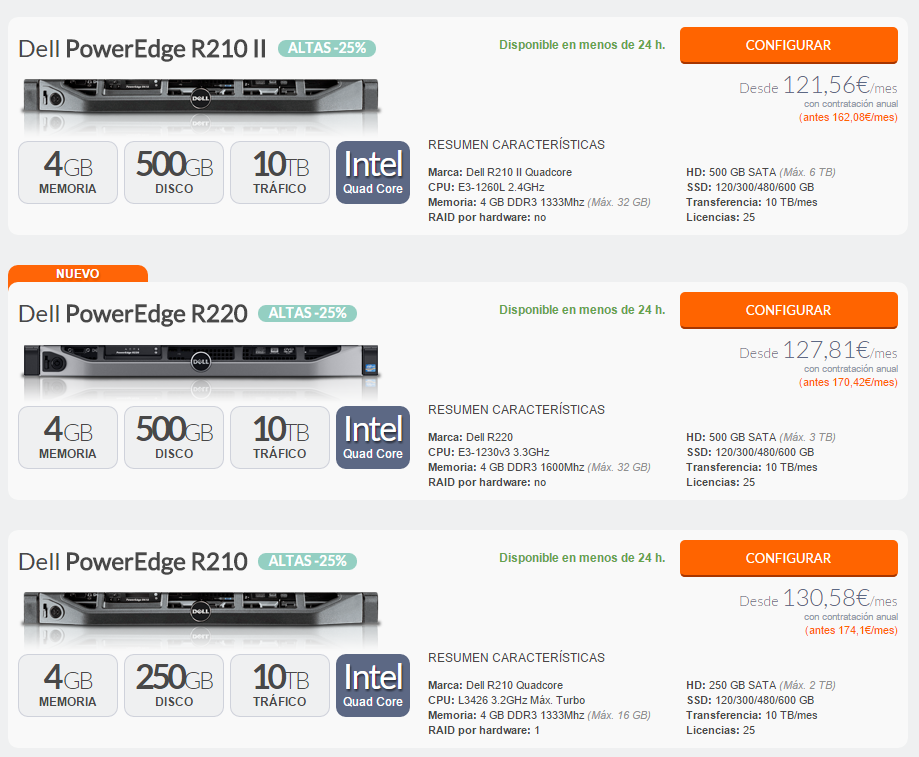 Dell PowerEdge R210 II ALTAS -25% Disponible en menos de 24 h. CONFIGURAR
Desde 121,56€/mes
con contratación anual
(antes 162,08€/mes)
DELL
4GB 500GB 10TB Intel
MEMORIA DISCO TRÁFICO Quad Core
RESUMEN CARACTERÍSTICAS
Marca: Dell R210 II Quadcore HD: 500 GB SATA (Máx. 6 TB)
CPU: E3-1260L 2.4GHz SSD: 120/300/480/600 GB
Memoria: 4 GB DDR3 1333Mhz (Máx. 32 GB) Transferencia: 10 TB/mes
RAID por hardware: no Licencias: 25
NUEVO
Dell PowerEdge R220 ALTAS -25% Disponible en menos de 24 h. CONFIGURAR
Desde 127,81€/mes
con contratación anual
(antes 170,42€/mes)
DELL
4GB 500GB 10TB Intel
MEMORIA DISCO TRÁFICO Quad Core
RESUMEN CARACTERÍSTICAS
Marca: Dell R220 HD: 500 GB SATA (Máx. 3 TB)
CPU: E3-1230v3 3.3GHz SSD: 120/300/480/600 GB
Memoria: 4 GB DDR3 1600Mhz (Máx. 32 GB) Transferencia: 10 TB/mes
RAID por hardware: no Licencias: 25
Dell PowerEdge R210 ALTAS -25% Disponible en menos de 24 h. CONFIGURAR
Desde 130,58€/mes
con contratación anual
(antes 174,1€/mes)
DELL
4GB 250GB 10TB Intel
MEMORIA DISCO TRÁFICO Quad Core
RESUMEN CARACTERÍSTICAS
Marca: Dell R210 Quadcore HD: 250 GB SATA (Máx. 2 TB)
CPU: L3426 3.2GHz Máx. Turbo SSD: 120/300/480/600 GB
Memoria: 4 GB DDR3 1333Mhz (Máx. 16 GB) Transferencia: 10 TB/mes
RAID por hardware: 1 Licencias: 25